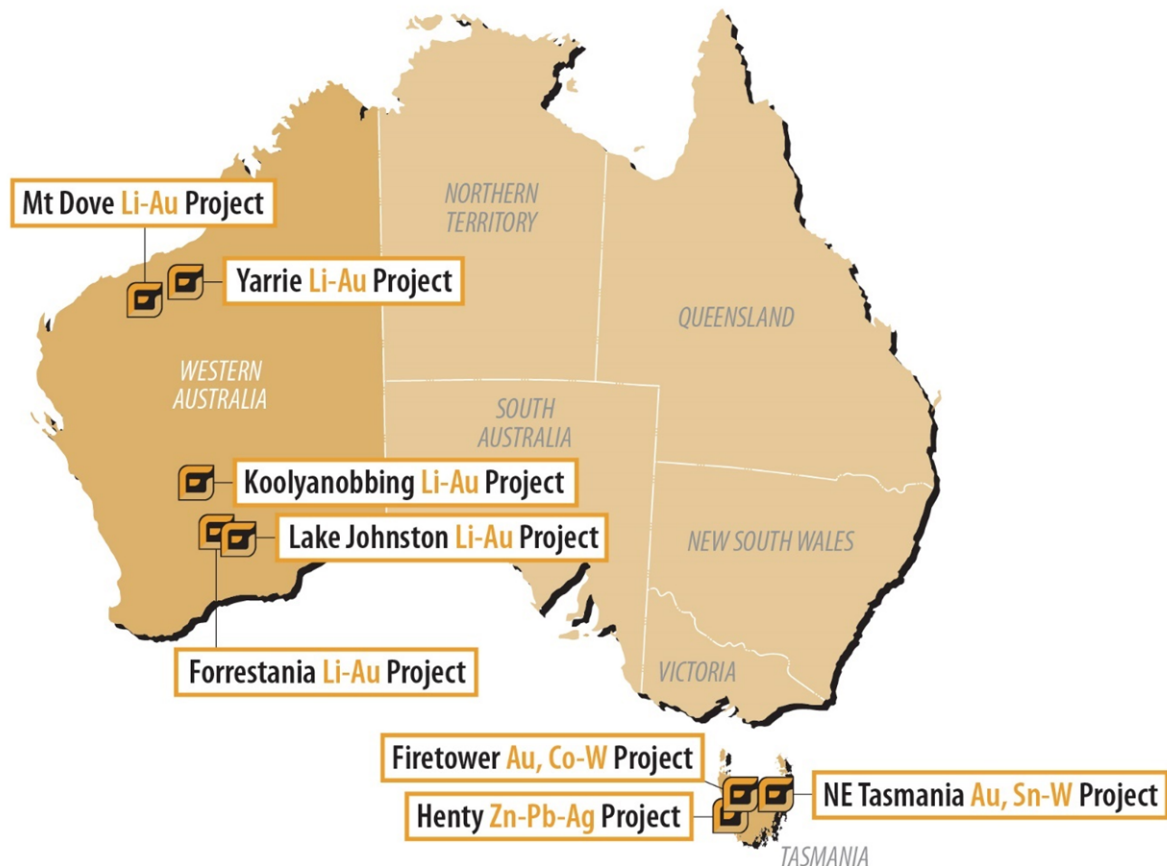 NORTHERN
TERRITORY
Mt Dove Li-Au Project
Yarrie Li-Au Project
QUEENSLAND
WESTERN
AUSTRALIA
SOUTH
AUSTRALIA
Koolyanobbing Li-Au Project
Lake Johnston Li-Au Project
NEW SOUTH WALES
Forrestania Li-Au Project
VICTORIA
Firetower Au, Co-W Project
NE Tasmania Au, Sn-W Project
Henty Zn-Pb-Ag Project
TASMANIA